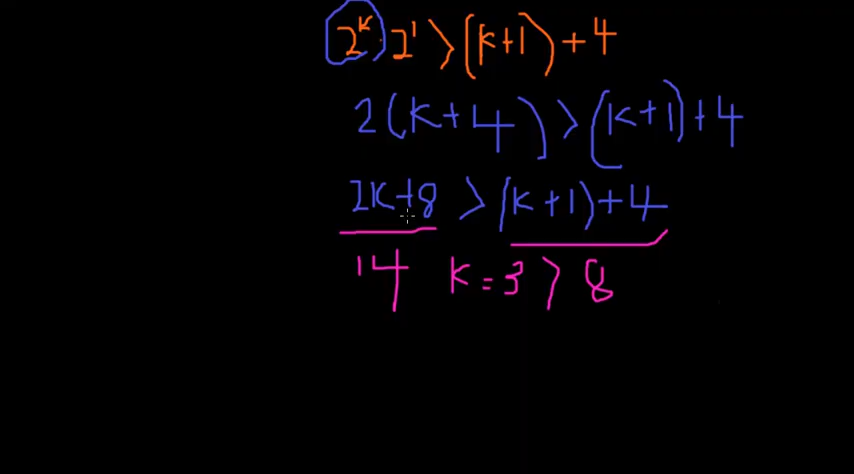 2^k · 2^1 > (k+1) + 4
2(k+4) > (k+1) + 4
2k+8 > (k+1) + 4
14 k = 3 > 8